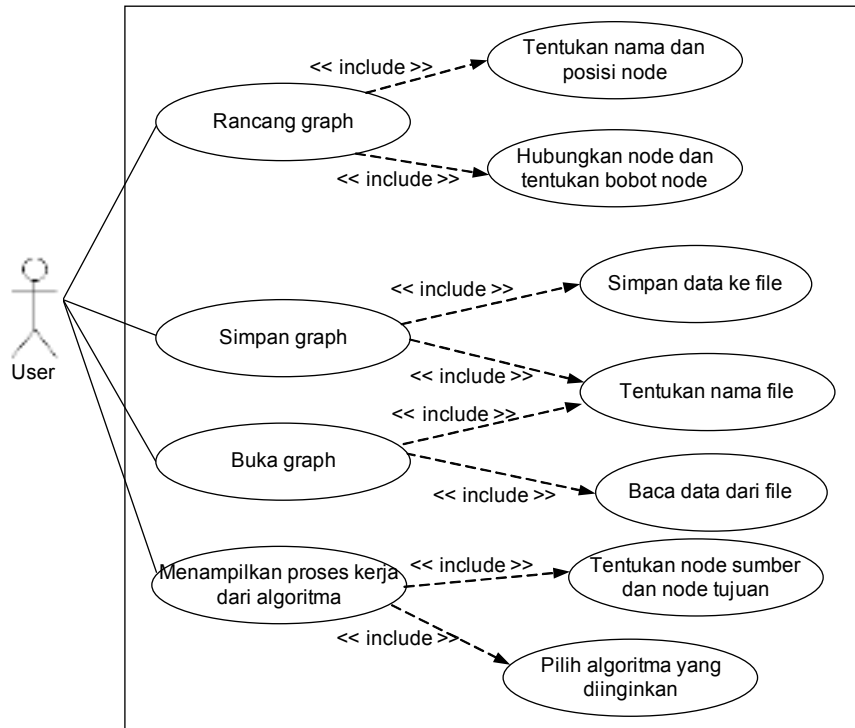 Tentukan nama dan
posisi node
<< include >>
Rancang graph
Hubungkan node dan
tentukan bobot node
<< include >>
User
Simpan data ke file
<< include >>
Simpan graph
<< include >>
Tentukan nama file
<< include >>
Buka graph
<< include >>
Baca data dari file
Menampilkan proses kerja
dari algoritma
<< include >>
Tentukan node sumber
dan node tujuan
<< include >>
Pilih algoritma yang
diinginkan